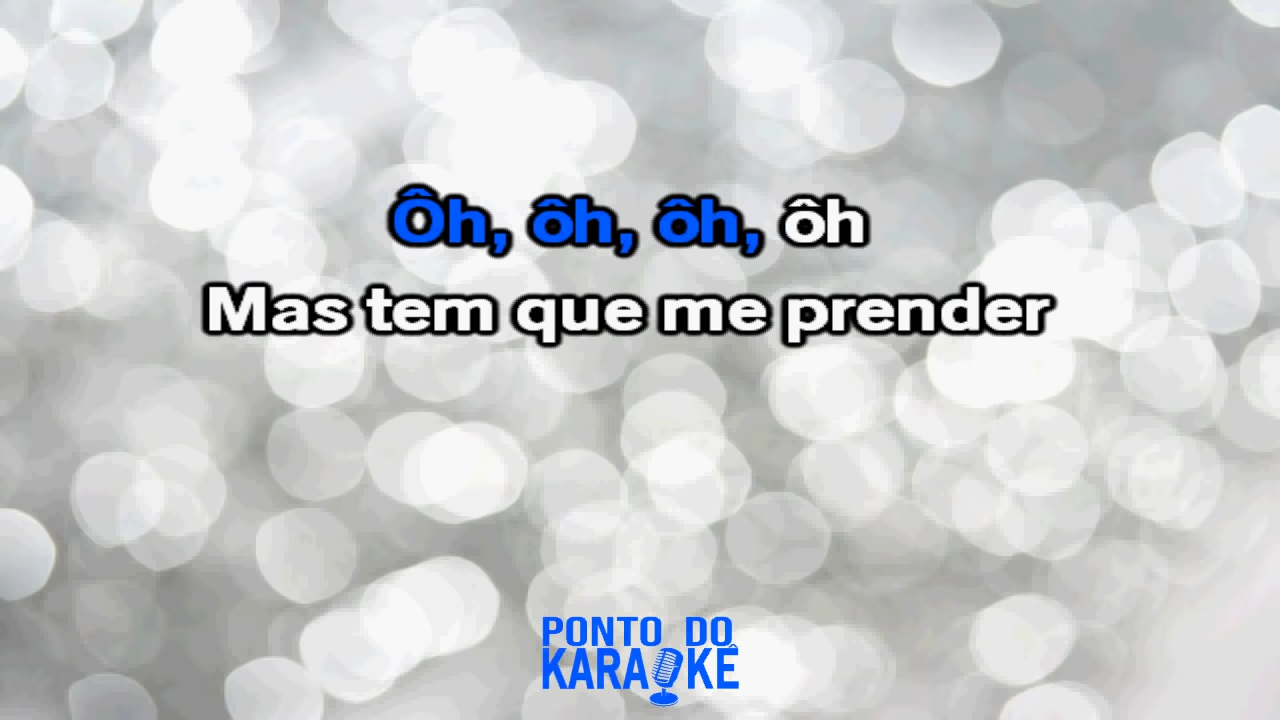 Ôh, ôh, ôh, ôh
Mas tem que me prender
PONTO DO
KARAOKÊ